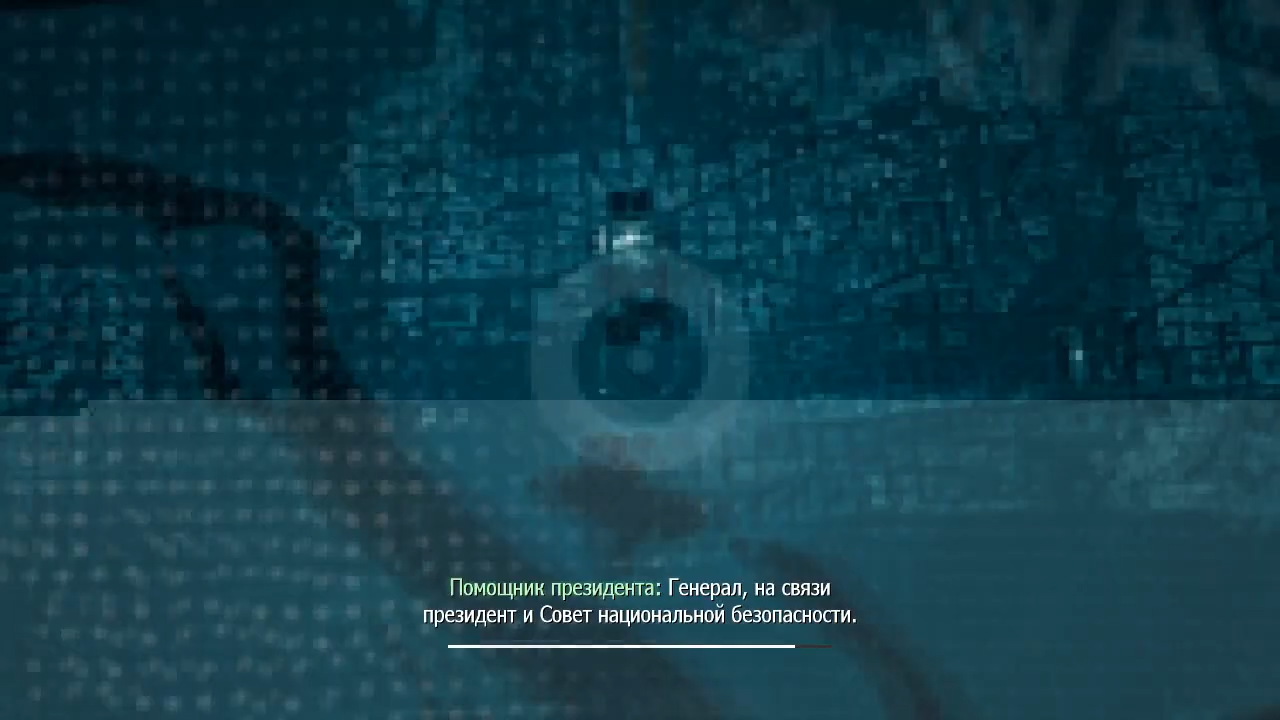 Помощник президента: Генерал, на связи
президент и Совет национальной безопасности.